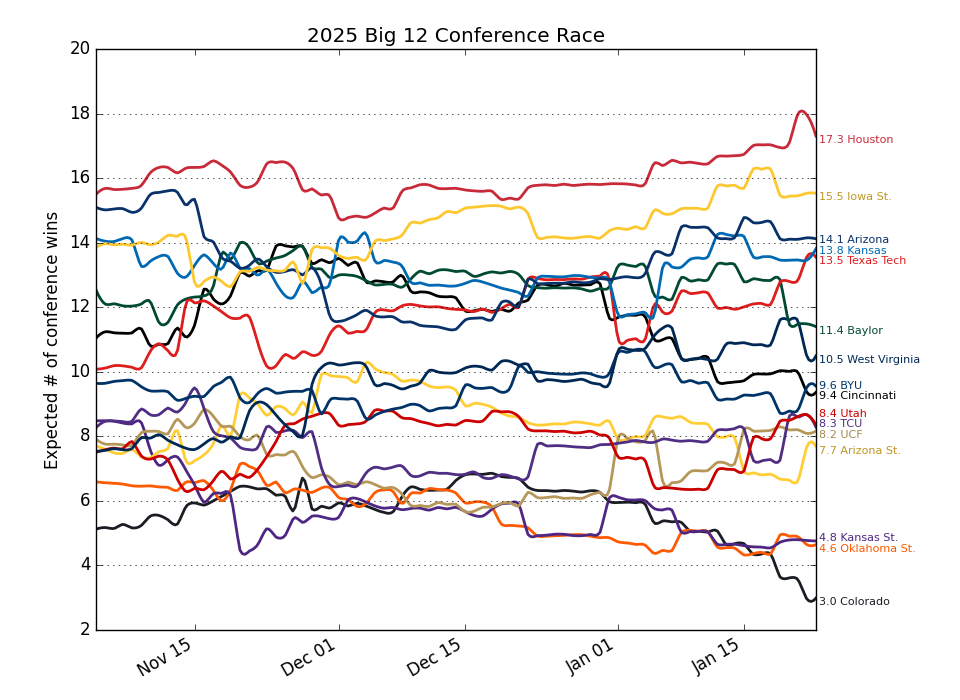 2025 Big 12 Conference Race
Expected # of conference wins
20
18
16
14
12
10
8
6
4
2
17.3 Houston
15.5 Iowa St.
14.1 Arizona
13.8 Kansas
13.5 Texas Tech
11.4 Baylor
10.5 West Virginia
9.6 BYU
9.4 Cincinnati
8.4 Utah
8.3 TCU
8.2 UCF
7.7 Arizona St.
4.8 Kansas St.
4.6 Oklahoma St.
3.0 Colorado
Nov 15
Dec 01
Dec 15
Jan 01
Jan 15